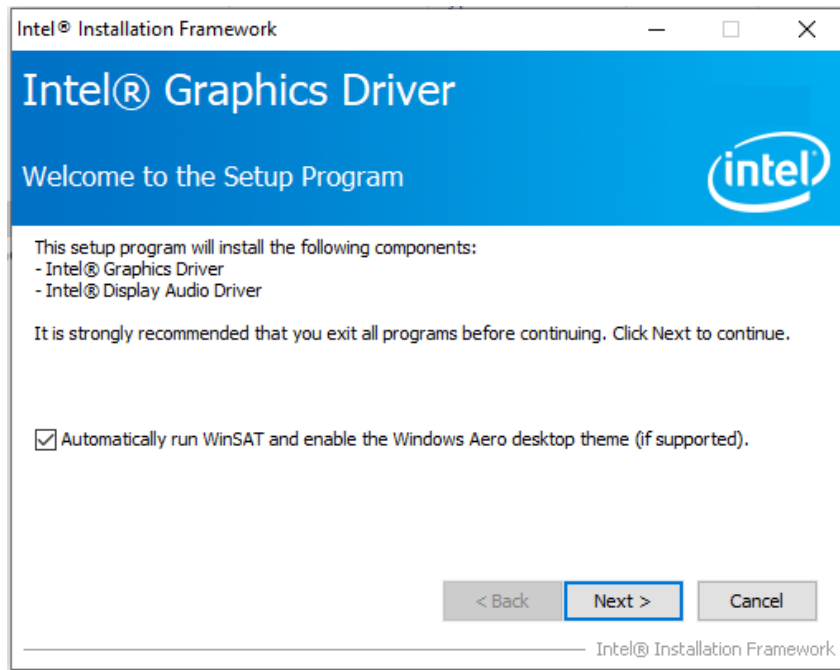 Intel® Installation Framework
Intel® Graphics Driver
intel
Welcome to the Setup Program
This setup program will install the following components:
- Intel® Graphics Driver
- Intel® Display Audio Driver
It is strongly recommended that you exit all programs before continuing. Click Next to continue.
Automatically run WinSAT and enable the Windows Aero desktop theme (if supported).
< Back Next > Cancel
Intel® Installation Framework